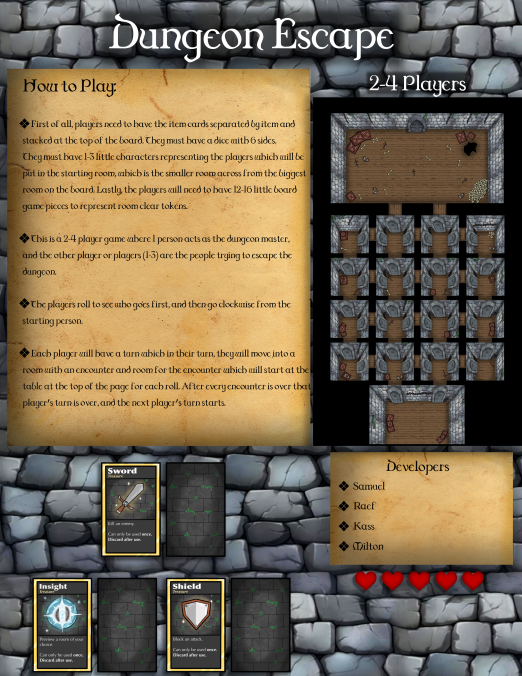 Dungeon Escape
How to Play:
2-4 Players
❖First of all, players need to have the item cards separated by item and
stacked at the top of the board. They must have a dice with 6 sides.
They must have 1-3 little characters representing the players which will be
put in the starting room, which is the smaller room across from the biggest
room on the board. Lastly, the players will need to have 12-16 little board
game pieces to represent room clear tokens.
❖This is a 2-4 player game where 1 person acts as the dungeon master,
and the other player or players (1-3) are the people trying to escape the
dungeon.
❖The players roll to see who goes first, and then go clockwise from the
starting person.
❖Each player will have a turn which in their turn, they will move into a
room with an encounter and room for the encounter which will start at the
table at the top of the page for each roll. After every encounter is over that
player's turn is over, and the next player's turn starts.
Developers
❖ Samuel
❖ Raef
❖ Kass
❖ Milton
Sword
Treasure
Kill an enemy.
Can only be used once.
Discard after use.
Insight
Treasure
Preview a room of your
choice.
Can only be used once.
Discard after use.
Shield
Treasure
Block an attack.
Can only be used once.
Discard after use.